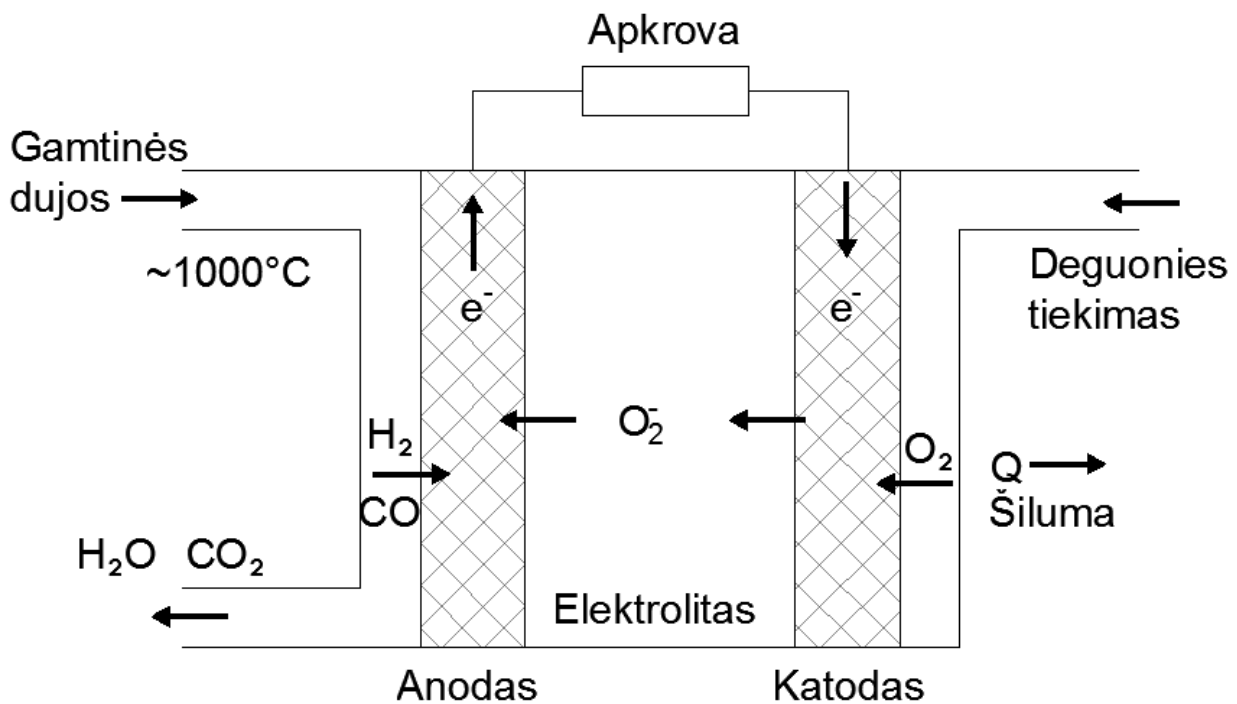 Apkrova
Gamtinės
dujos
~1000°C
e⁻
e⁻
Deguonies
tiekimas
O₂⁻
H₂
CO
O₂
Q
Šiluma
H₂O CO₂
Elektrolitas
Anodas
Katodas